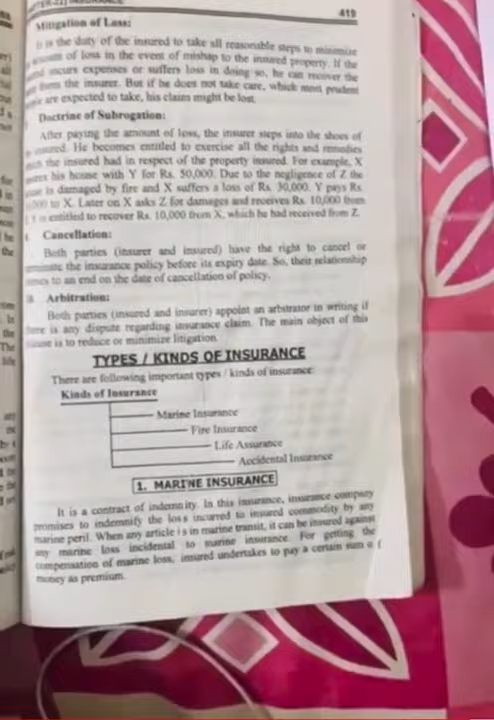 INSURANCE
419
Mitigation of Loss:
It is the duty of the insured to take all reasonable steps to minimize
of loss in the event of mishap to the insured property. If the
incurs expenses or suffers loss in doing so, he can recover the
from the insurer. But if he does not take care, which most prudent
are expected to take, his claims might be lost.
Doctrine of Subrogation:
After paying the amount of loss, the insurer steps into the shoes of
insured. He becomes entitled to exercise all the rights and remedies
the insured had in respect of the property insured. For example, X
his house with Y for Rs. 50,000. Due to the negligence of Z the
is damaged by fire and X suffers a loss of Rs. 30,000. Y pays Rs.
to X. Later on X asks Z for damages and receives Rs. 10,000 from
is entitled to recover Rs. 10,000 from X, which he had received from Z.
Cancellation:
Both parties (insurer and insured) have the right to cancel or
the insurance policy before its expiry date. So, their relationship
to an end on the date of cancellation of policy.
Arbitration:
Both parties (insured and insurer) appoint an arbitrator in writing if
there is any dispute regarding insurance claim. The main object of this
is to reduce or minimize litigation.
TYPES / KINDS OF INSURANCE
There are following important types / kinds of insurance
Kinds of Insurance
Marine Insurance
Fire Insurance
Life Assurance
Accidental Insurance
1. MARINE INSURANCE
It is a contract of indemnity. In this insurance, insurance company
promises to indemnify the loss incurred to insured commodity by any
marine peril. When any article is in marine transit, it can be insured against
any marine loss incidental to marine insurance. For getting the
compensation of marine loss, insured undertakes to pay a certain sum of
money as premium.